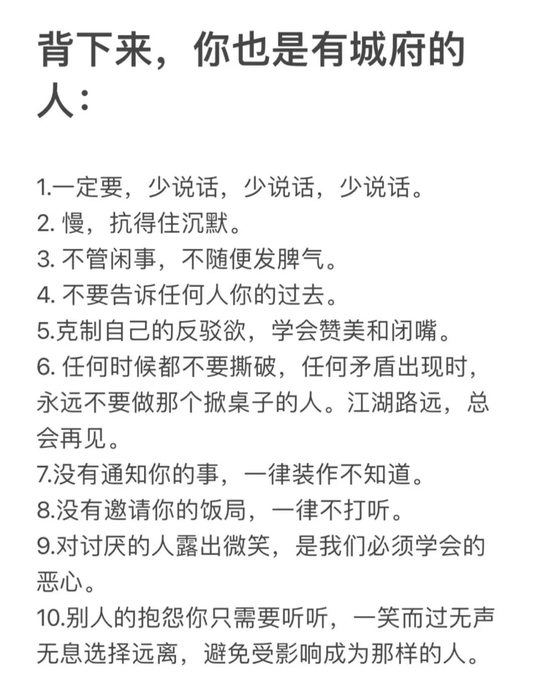 背下来，你也是有城府的
人：
1.一定要，少说话，少说话，少说话。
2. 慢，抗得住沉默。
3. 不管闲事，不随便发脾气。
4. 不要告诉任何人你的过去。
5.克制自己的反驳欲，学会赞美和闭嘴。
6. 任何时候都不要撕破，任何矛盾出现时，
永远不要做那个掀桌子的人。江湖路远，总
会再见。
7.没有通知你的事，一律装作不知道。
8.没有邀请你的饭局，一律不打听。
9.对讨厌的人露出微笑，是我们必须学会的
恶心。
10.别人的抱怨你只需要听听，一笑而过无声
无息选择远离，避免受影响成为那样的人。